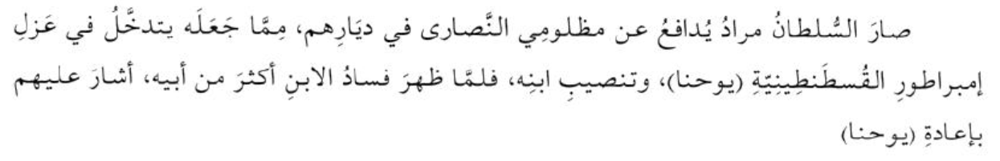 صارَ السُّلطانُ مرادُ يُدافعُ عن مظلومِي النَّصارى في ديَارِهم، مِمَّا جَعَلَه يتدخَّلُ في عَزلِ
إمبراطورِ القُسطَنطِينِيّةِ (يوحنا)، وتنصيبِ ابنِه، فلمَّا ظهرَ فسادُ الابنِ أكثرَ من أبيه، أشارَ عليهم
بإعادةِ (يوحنا)